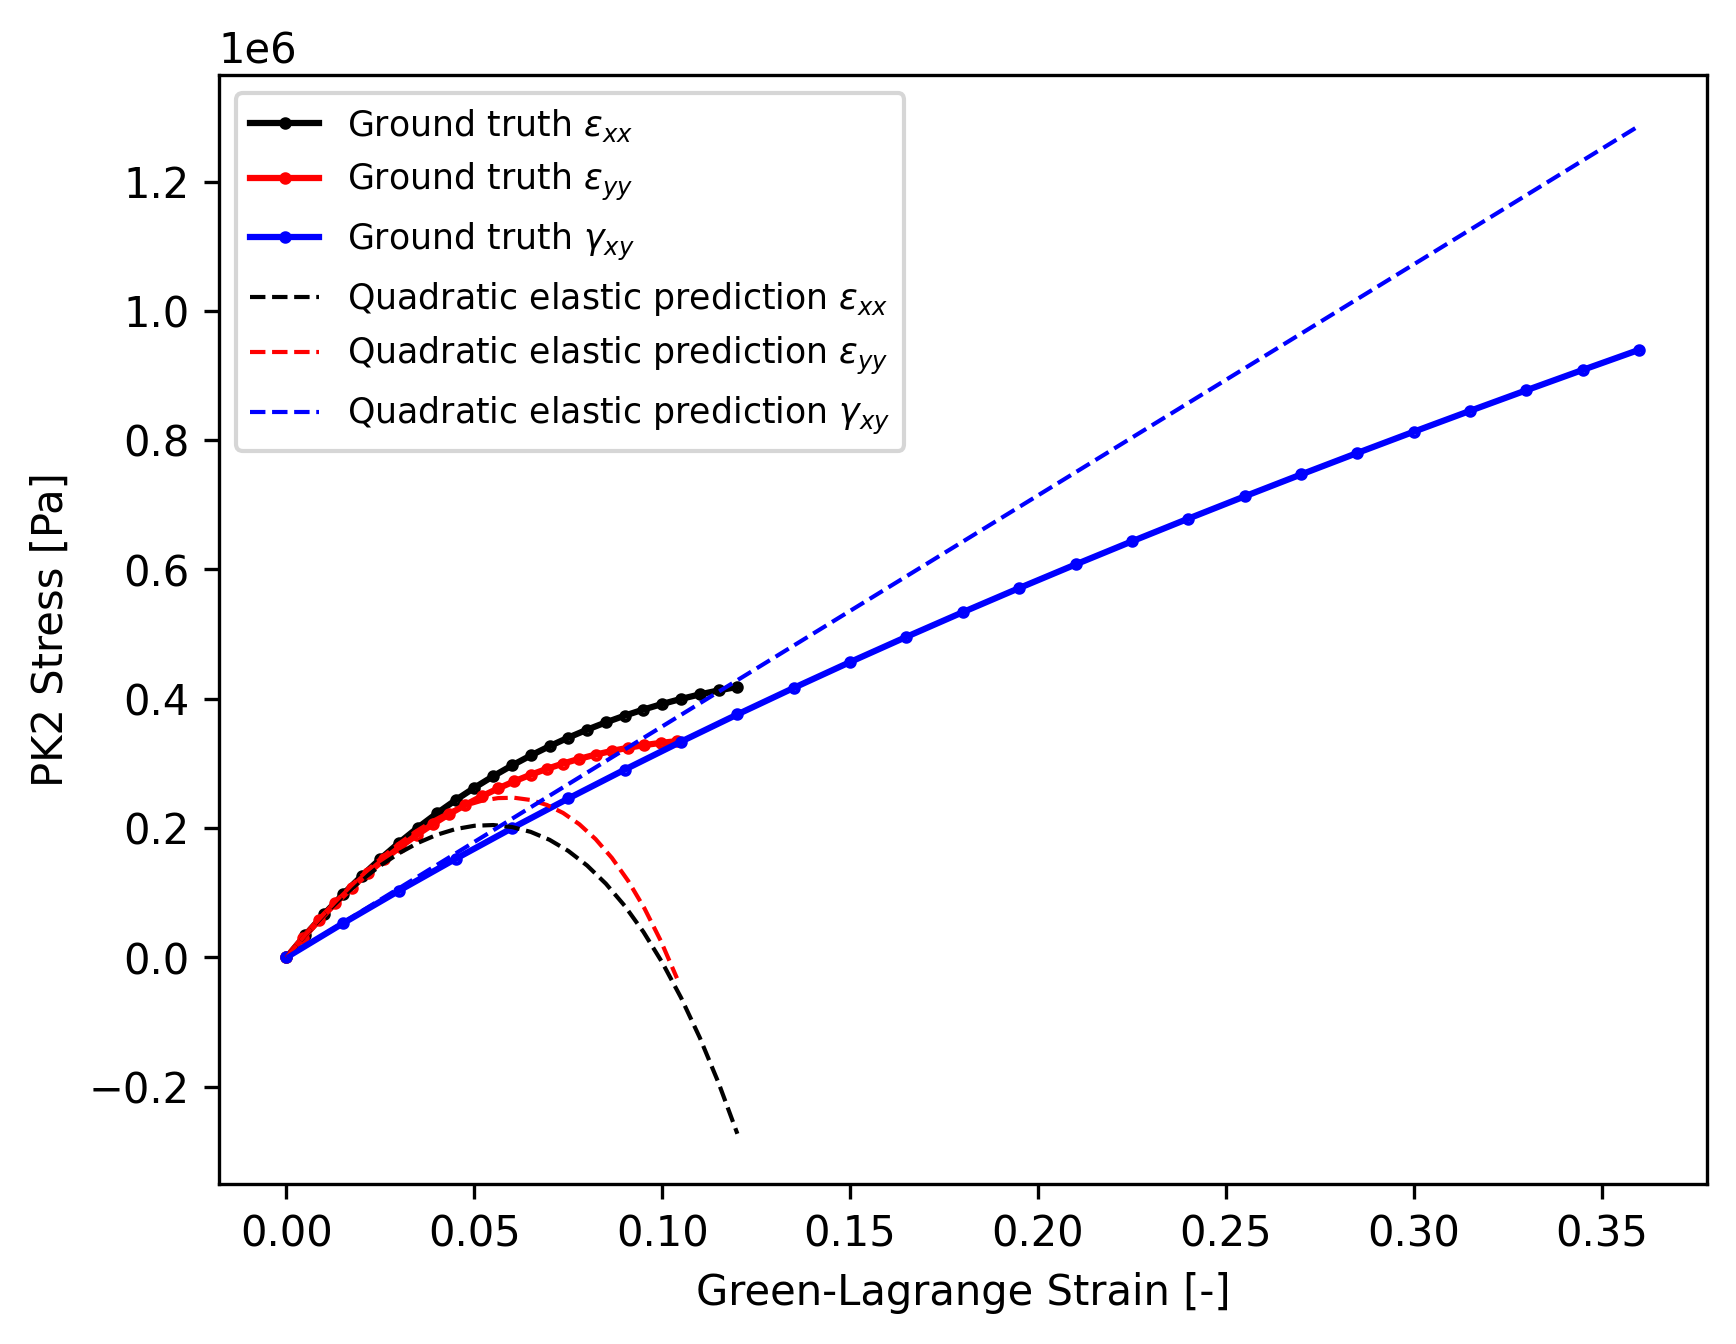 1e6
Ground truth εxx
Ground truth εyy
Ground truth γxy
Quadratic elastic prediction εxx
Quadratic elastic prediction εyy
Quadratic elastic prediction γxy
1.2
1.0
0.8
0.6
0.4
0.2
0.0
−0.2
PK2 Stress [Pa]
0.00 0.05 0.10 0.15 0.20 0.25 0.30 0.35
Green-Lagrange Strain [-]